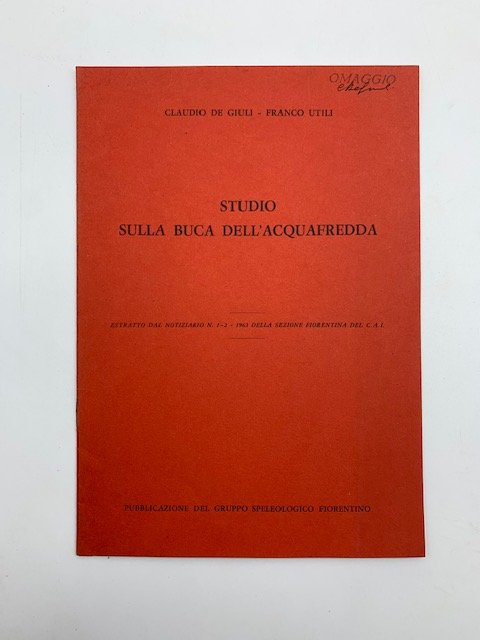 OMAGGIO
CLAUDIO DE GIULI - FRANCO UTILI
STUDIO
SULLA BUCA DELL'ACQUAFREDDA
ESTRATTO DAL NOTIZIARIO N. 1-2 - 1963 DELLA SEZIONE FIORENTINA DEL C.A.I.
PUBBLICAZIONE DEL GRUPPO SPELEOLOGICO FIORENTINO